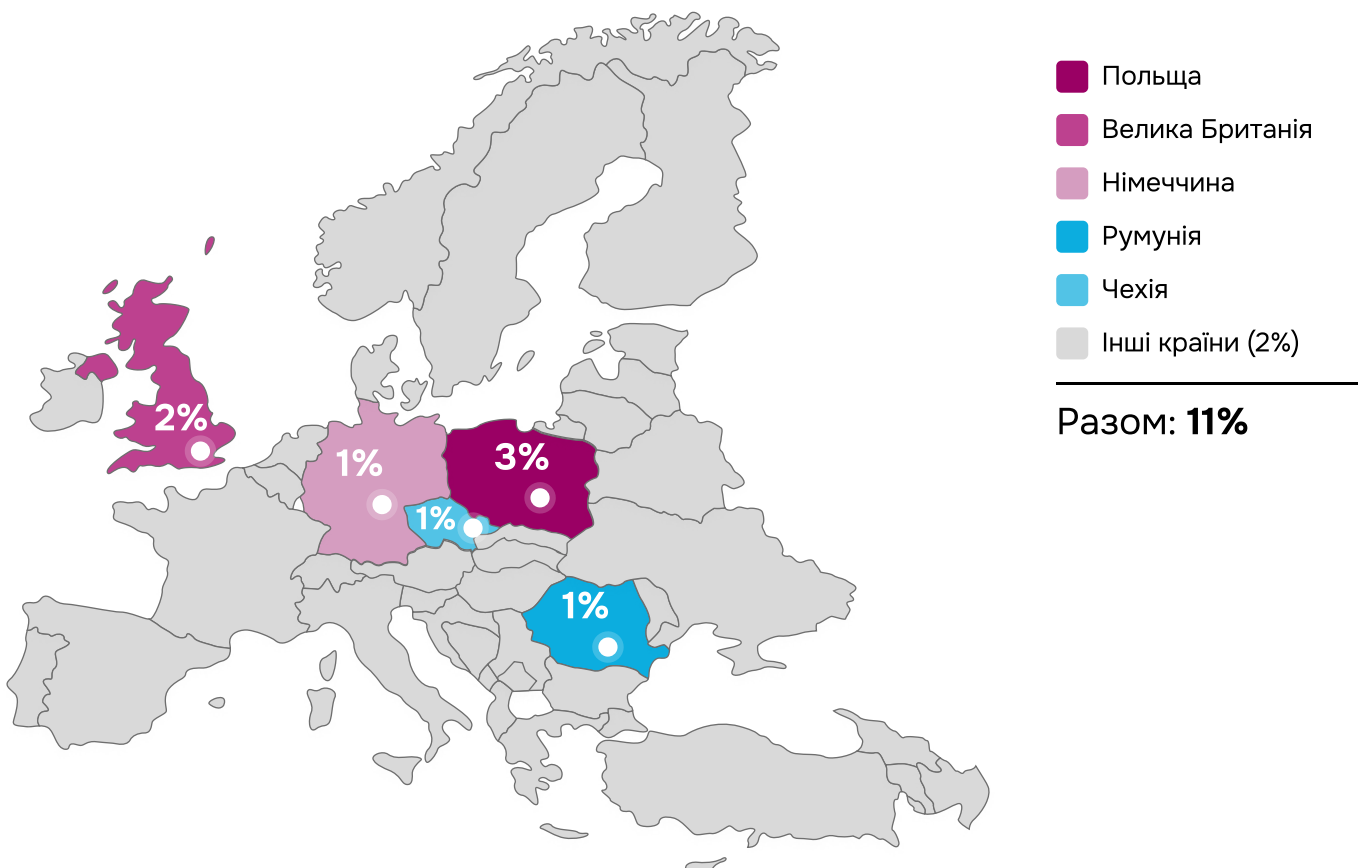 Польща
Велика Британія
Німеччина
Румунія
Чехія
Інші країни (2%)
Разом: 11%
2%
1%
3%
1%
1%